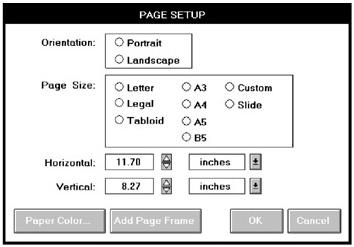 PAGE SETUP
Orientation: Portrait
Landscape
Page Size: Letter A3 Custom
Legal A4 Slide
Tabloid A5
B5
Horizontal: 11.70 inches
Vertical: 8.27 inches
Paper Color... Add Page Frame OK Cancel